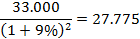 33.000
(1 + 9%)² = 27.775